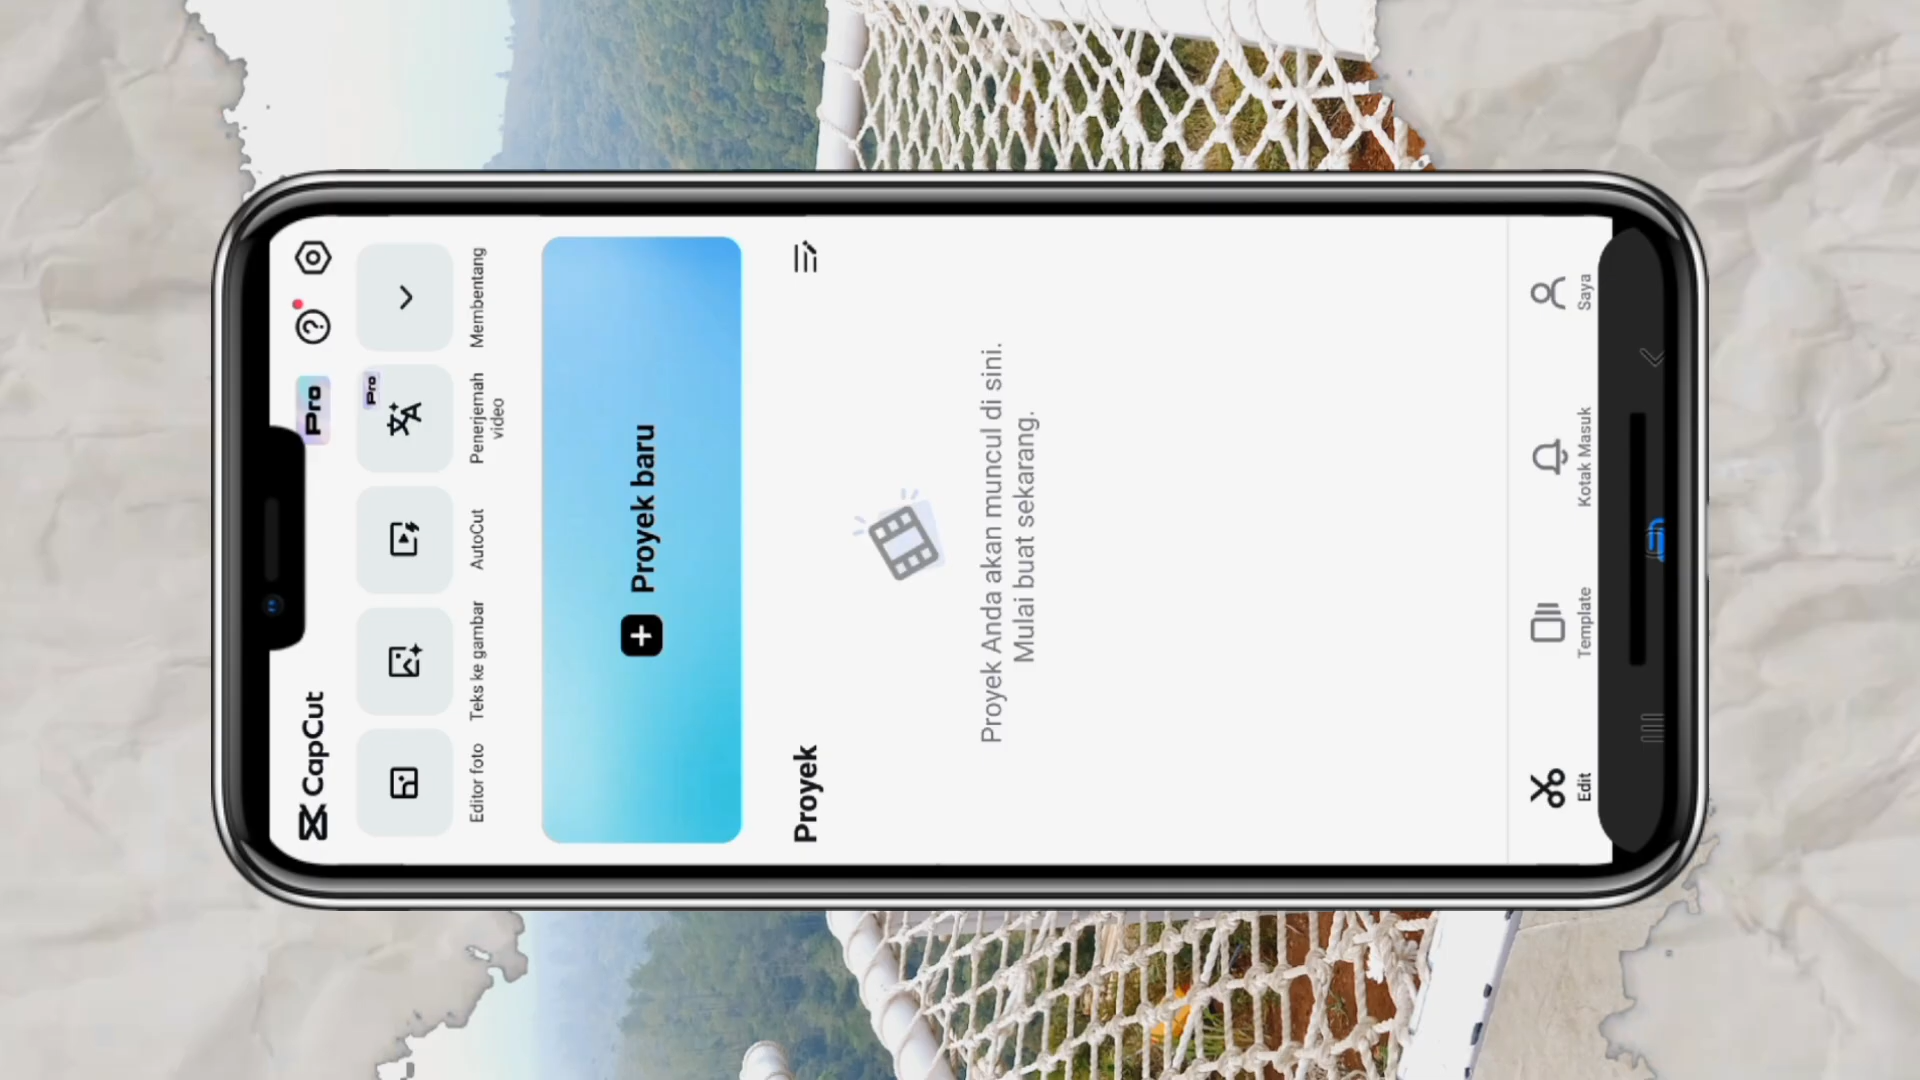 CapCut
Pro
Pro
Editor foto
Teks ke gambar
AutoCut
Penerjemah
video
Membentang
Proyek baru
Proyek
Proyek Anda akan muncul di sini.
Mulai buat sekarang.
Edit
Template
Kotak Masuk
Saya